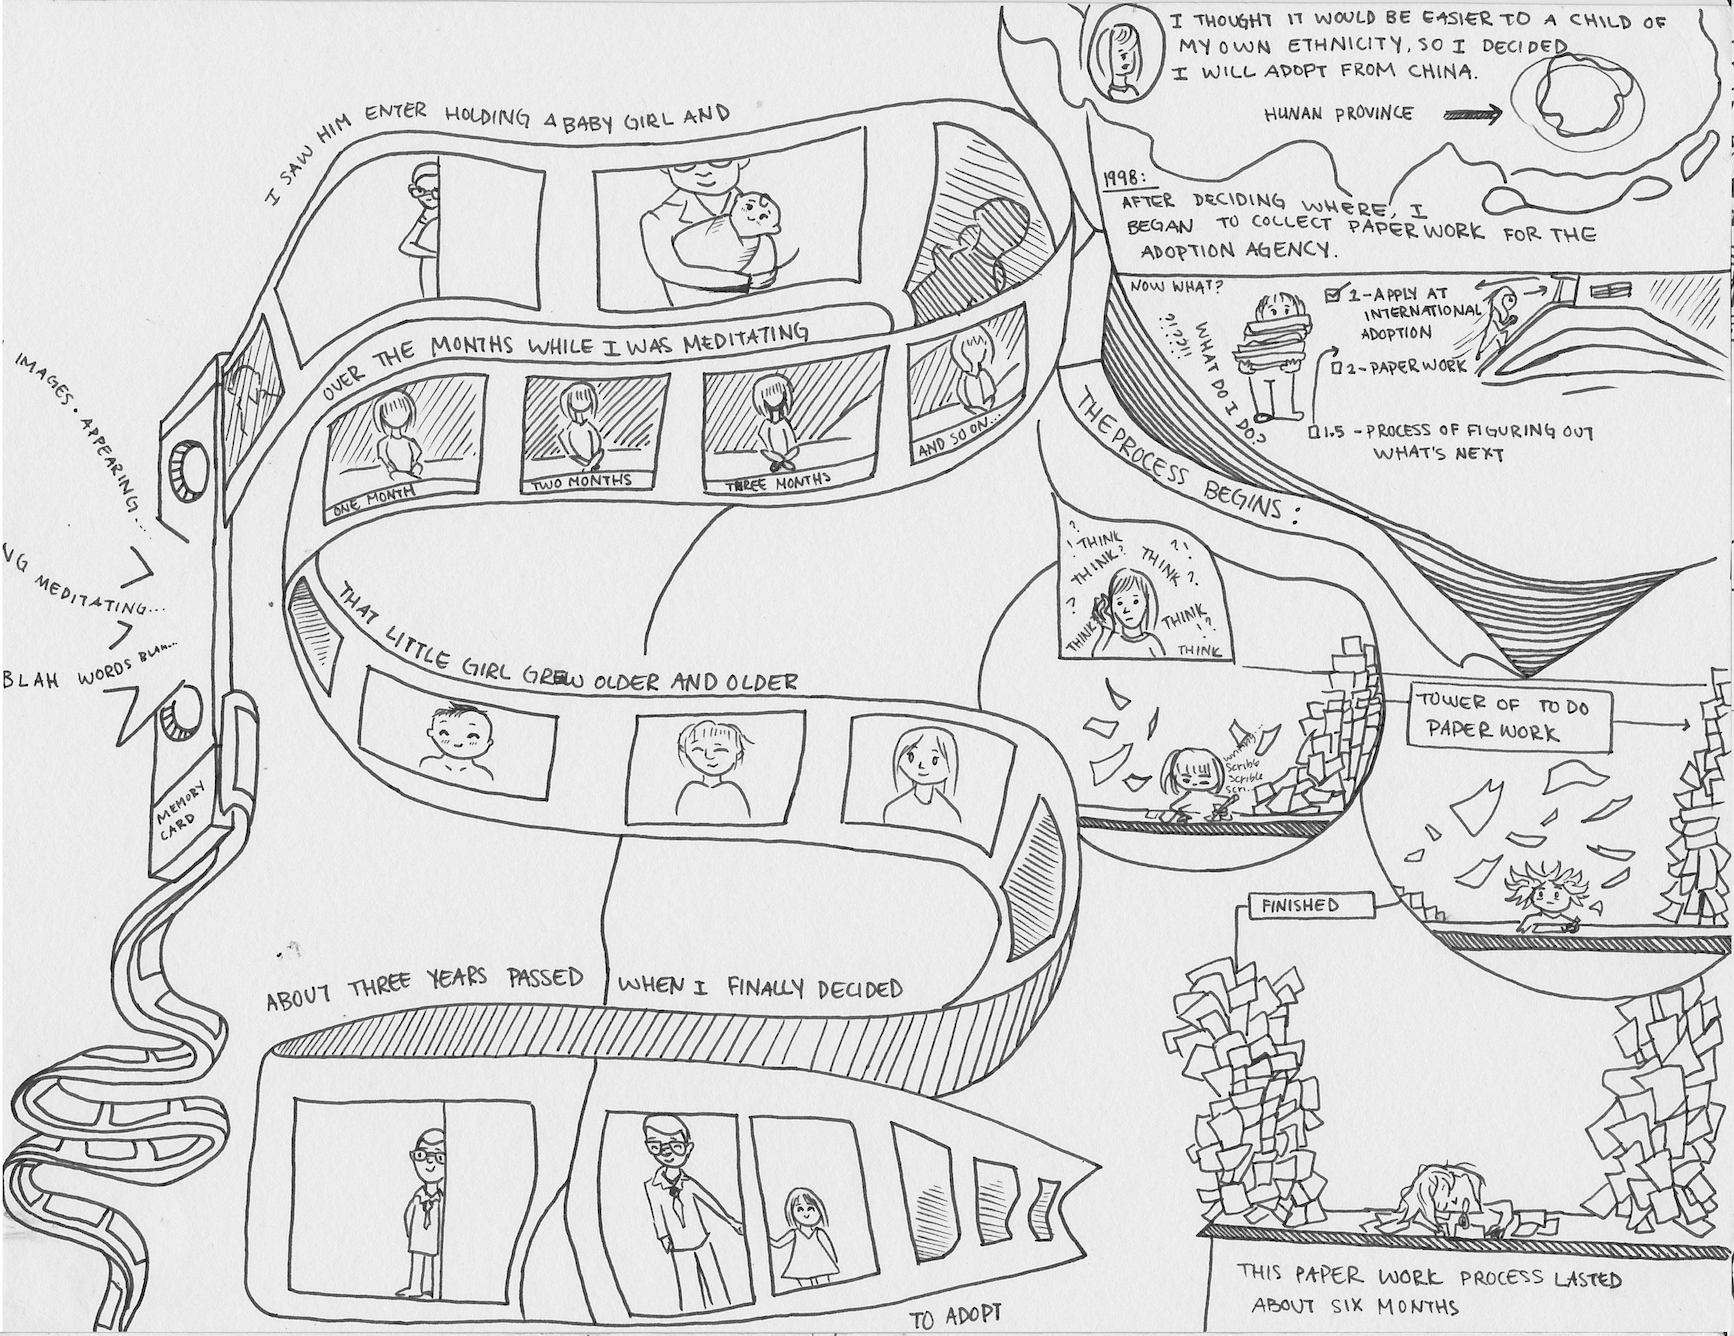 IMAGES. APPEARING...
NG MEDITATING...
BLAH WORDS BLAH...
MEMORY
CARD
I SAW HIM ENTER HOLDING A BABY GIRL AND
OVER THE MONTHS WHILE I WAS MEDITATING
ONE MONTH
TWO MONTHS
THREE MONTHS
AND SO ON...
THAT LITTLE GIRL GREW OLDER AND OLDER
ABOUT THREE YEARS PASSED WHEN I FINALLY DECIDED
TO ADOPT
I THOUGHT IT WOULD BE EASIER TO A CHILD OF
MY OWN ETHNICITY, SO I DECIDED
I WILL ADOPT FROM CHINA.
HUNAN PROVINCE
1998:
AFTER DECIDING WHERE, I
BEGAN TO COLLECT PAPER WORK FOR THE
ADOPTION AGENCY.
THE PROCESS BEGINS:
NOW WHAT?
?!?!?!!
WHAT DO I DO?
1-APPLY AT
INTERNATIONAL
ADOPTION
2-PAPERWORK
1.5-PROCESS OF FIGURING OUT
WHAT'S NEXT
?
! THINK
THINK?
?!
THINK ?
?
THINK
THINK
!?
THINK
Scribble
Scribble
Scri...
TOWER OF TO DO
PAPER WORK
FINISHED
THIS PAPER WORK PROCESS LASTED
ABOUT SIX MONTHS